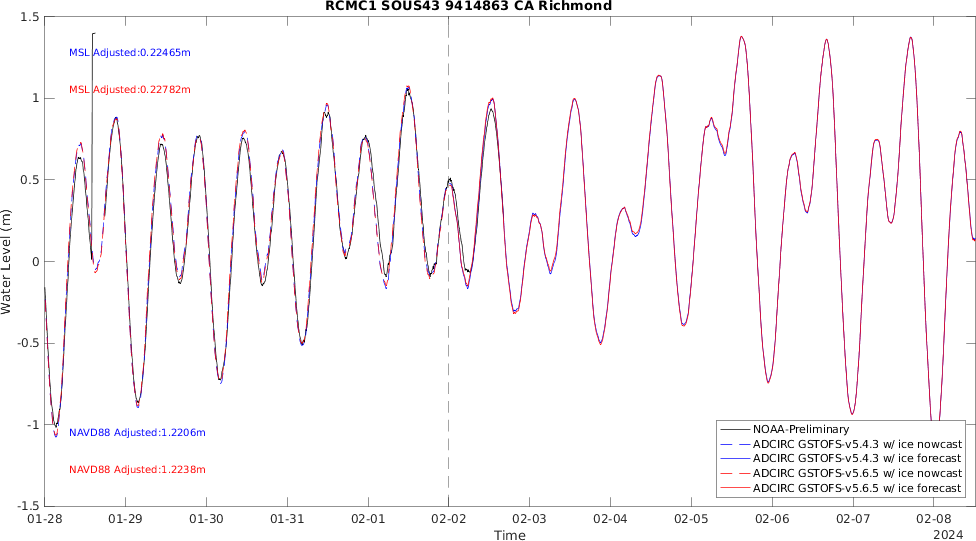 RCMC1 SOUS43 9414863 CA Richmond
1.5
MSL Adjusted:0.22465m
MSL Adjusted:0.22782m
1
0.5
0
-0.5
-1
-1.5
Water Level (m)
NAVD88 Adjusted:1.2206m
NAVD88 Adjusted:1.2238m
NOAA-Preliminary
ADCIRC GSTOFS-v5.4.3 w/ ice nowcast
ADCIRC GSTOFS-v5.4.3 w/ ice forecast
ADCIRC GSTOFS-v5.6.5 w/ ice nowcast
ADCIRC GSTOFS-v5.6.5 w/ ice forecast
01-28 01-29 01-30 01-31 02-01 02-02 02-03 02-04 02-05 02-06 02-07 02-08
Time
2024